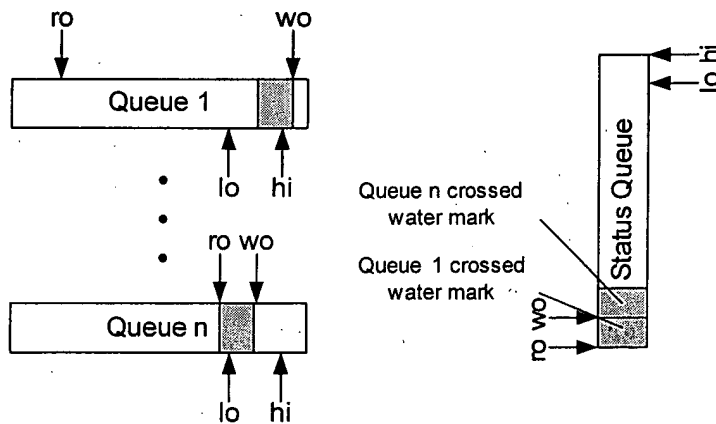 ro
wo
Queue 1
lo
hi
ro wo
Queue n
lo
hi
Queue n crossed
water mark
Queue 1 crossed
water mark
Status Queue
hi
lo
wo
ro